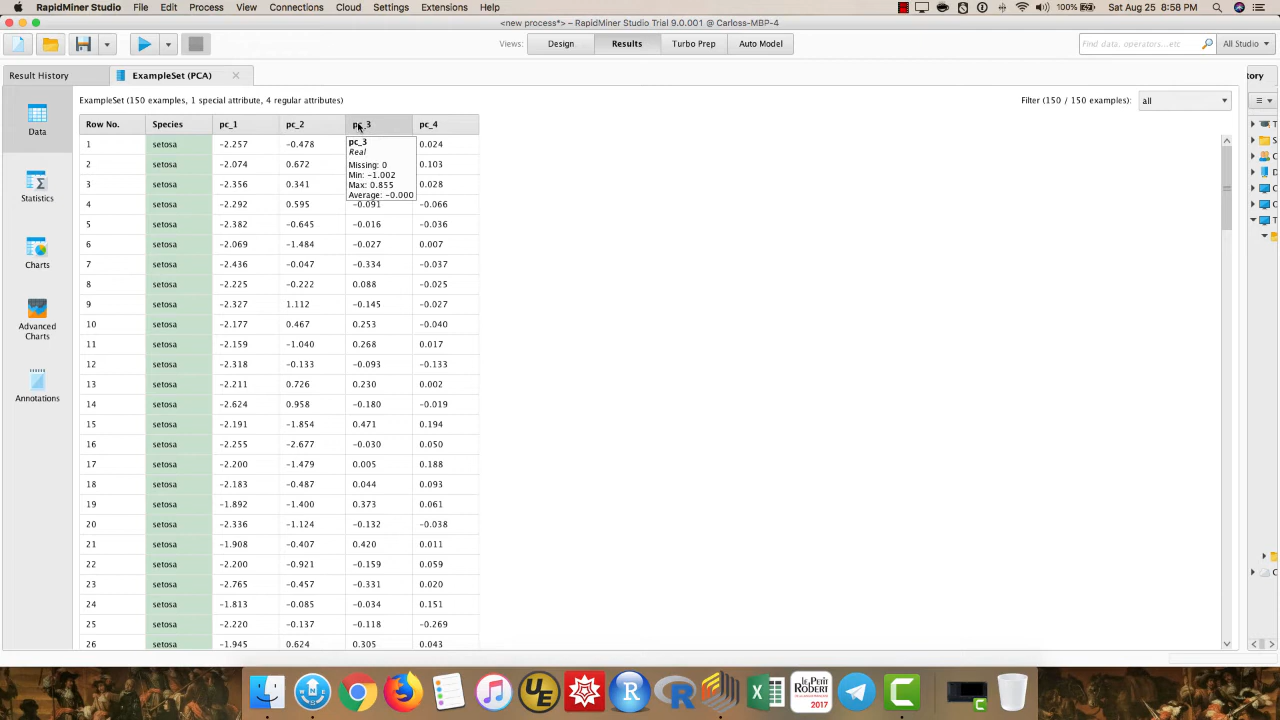 RapidMiner Studio File Edit Process View Connections Cloud Settings Extensions Help 100% Sat Aug 25 8:58 PM
<new process*> – RapidMiner Studio Trial 9.0.001 @ Carloss-MBP-4
Views: Design Results Turbo Prep Auto Model Find data, operators...etc All Studio
Result History ExampleSet (PCA) tory
ExampleSet (150 examples, 1 special attribute, 4 regular attributes) Filter (150 / 150 examples): all
Row No. Species pc_1 pc_2 pc_3 pc_4
1 setosa -2.257 -0.478 0.024
2 setosa -2.074 0.672 0.103
3 setosa -2.356 0.341 0.028
4 setosa -2.292 0.595 -0.091 -0.066
5 setosa -2.382 -0.645 -0.016 -0.036
6 setosa -2.069 -1.484 -0.027 0.007
7 setosa -2.436 -0.047 -0.334 -0.037
8 setosa -2.225 -0.222 0.088 -0.025
9 setosa -2.327 1.112 -0.145 -0.027
10 setosa -2.177 0.467 0.253 -0.040
11 setosa -2.159 -1.040 0.268 0.017
12 setosa -2.318 -0.133 -0.093 -0.133
13 setosa -2.211 0.726 0.230 0.002
14 setosa -2.624 0.958 -0.180 -0.019
15 setosa -2.191 -1.854 0.471 0.194
16 setosa -2.255 -2.677 -0.030 0.050
17 setosa -2.200 -1.479 0.005 0.188
18 setosa -2.183 -0.487 0.044 0.093
19 setosa -1.892 -1.400 0.373 0.061
20 setosa -2.336 -1.124 -0.132 -0.038
21 setosa -1.908 -0.407 0.420 0.011
22 setosa -2.200 -0.921 -0.159 0.059
23 setosa -2.765 -0.457 -0.331 0.020
24 setosa -1.813 -0.085 -0.034 0.151
25 setosa -2.220 -0.137 -0.118 -0.269
26 setosa -1.945 0.624 0.305 0.043
pc_3
Real
Missing: 0
Min: -1.002
Max: 0.855
Average: -0.000
Data
Statistics
Charts
Advanced
Charts
Annotations
UE
R
R
le Petit
ROBERT
2017